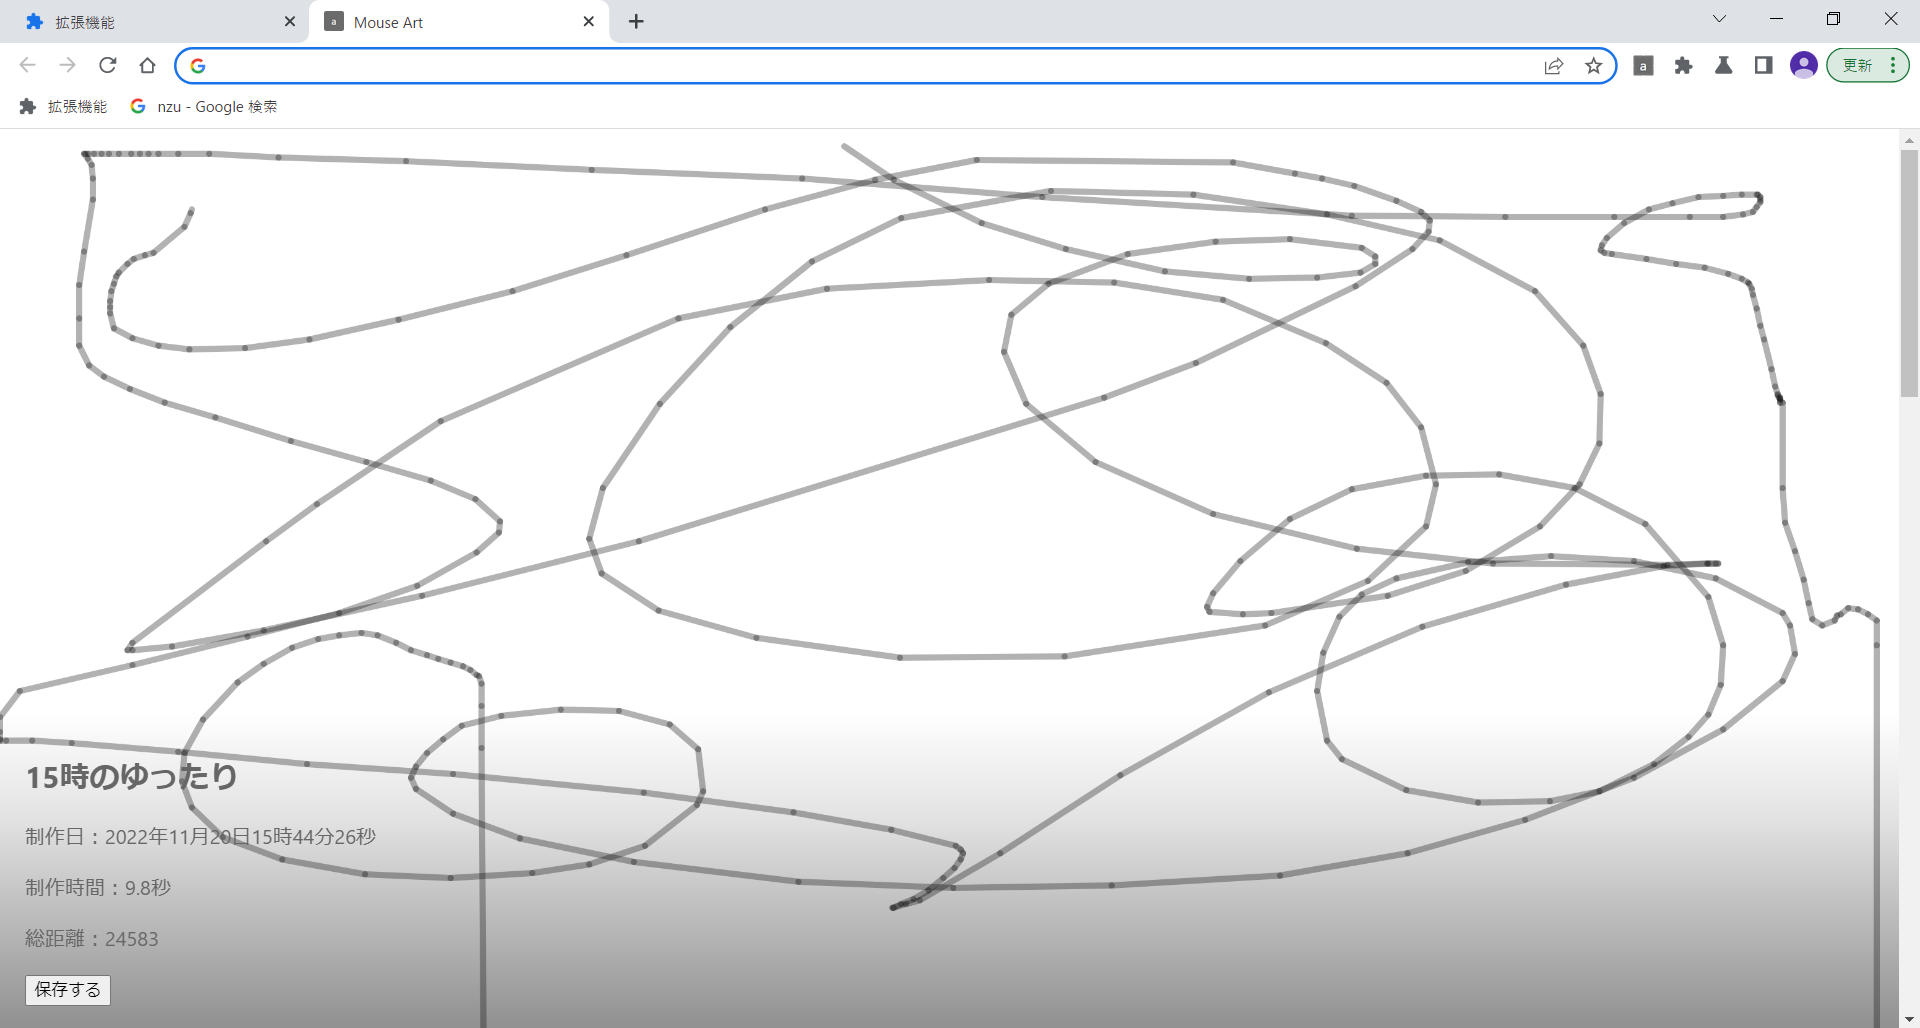 拡張機能
a Mouse Art
a
更新
拡張機能
nzu - Google 検索
15時のゆったり
制作日：2022年11月20日15時44分26秒
制作時間：9.8秒
総距離：24583
保存する